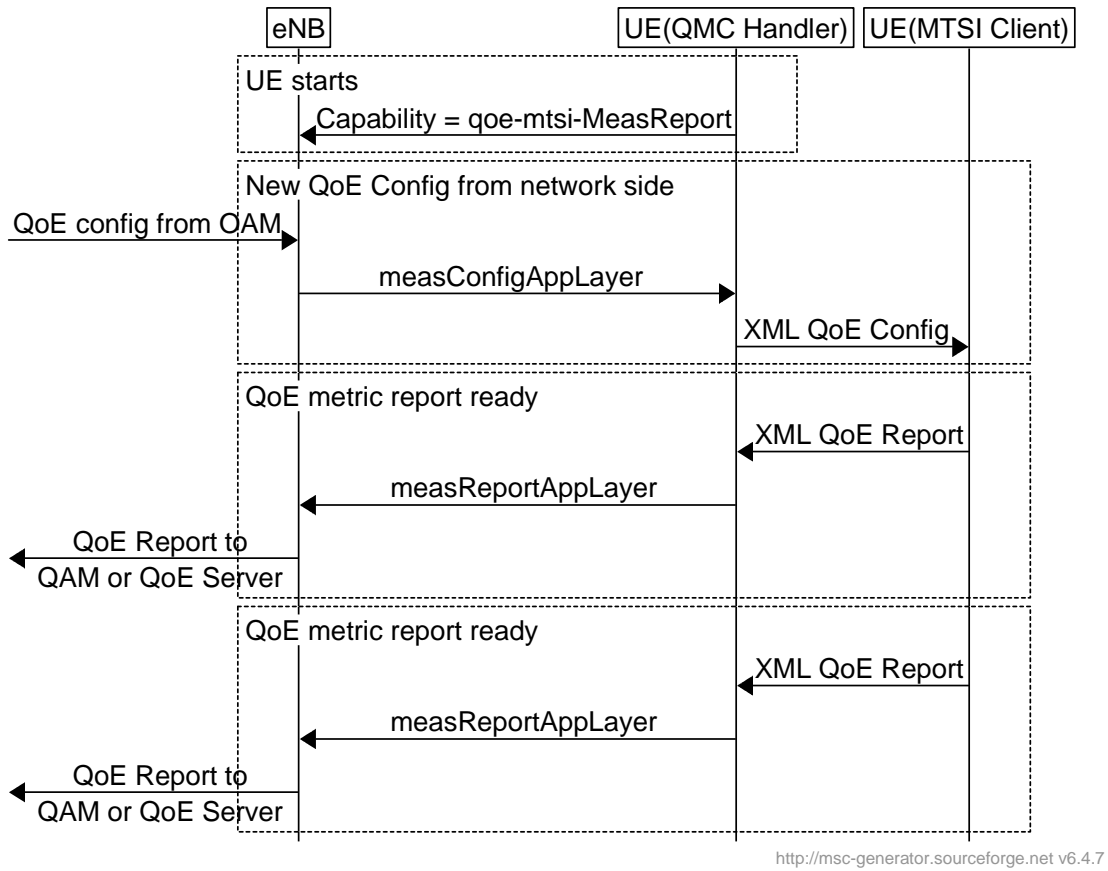 eNB
UE(QMC Handler)
UE(MTSI Client)
UE starts
Capability = qoe-mtsi-MeasReport
New QoE Config from network side
QoE config from OAM
measConfigAppLayer
XML QoE Config
QoE metric report ready
XML QoE Report
measReportAppLayer
QoE Report to
QAM or QoE Server
QoE metric report ready
XML QoE Report
measReportAppLayer
QoE Report to
QAM or QoE Server
http://msc-generator.sourceforge.net v6.4.7